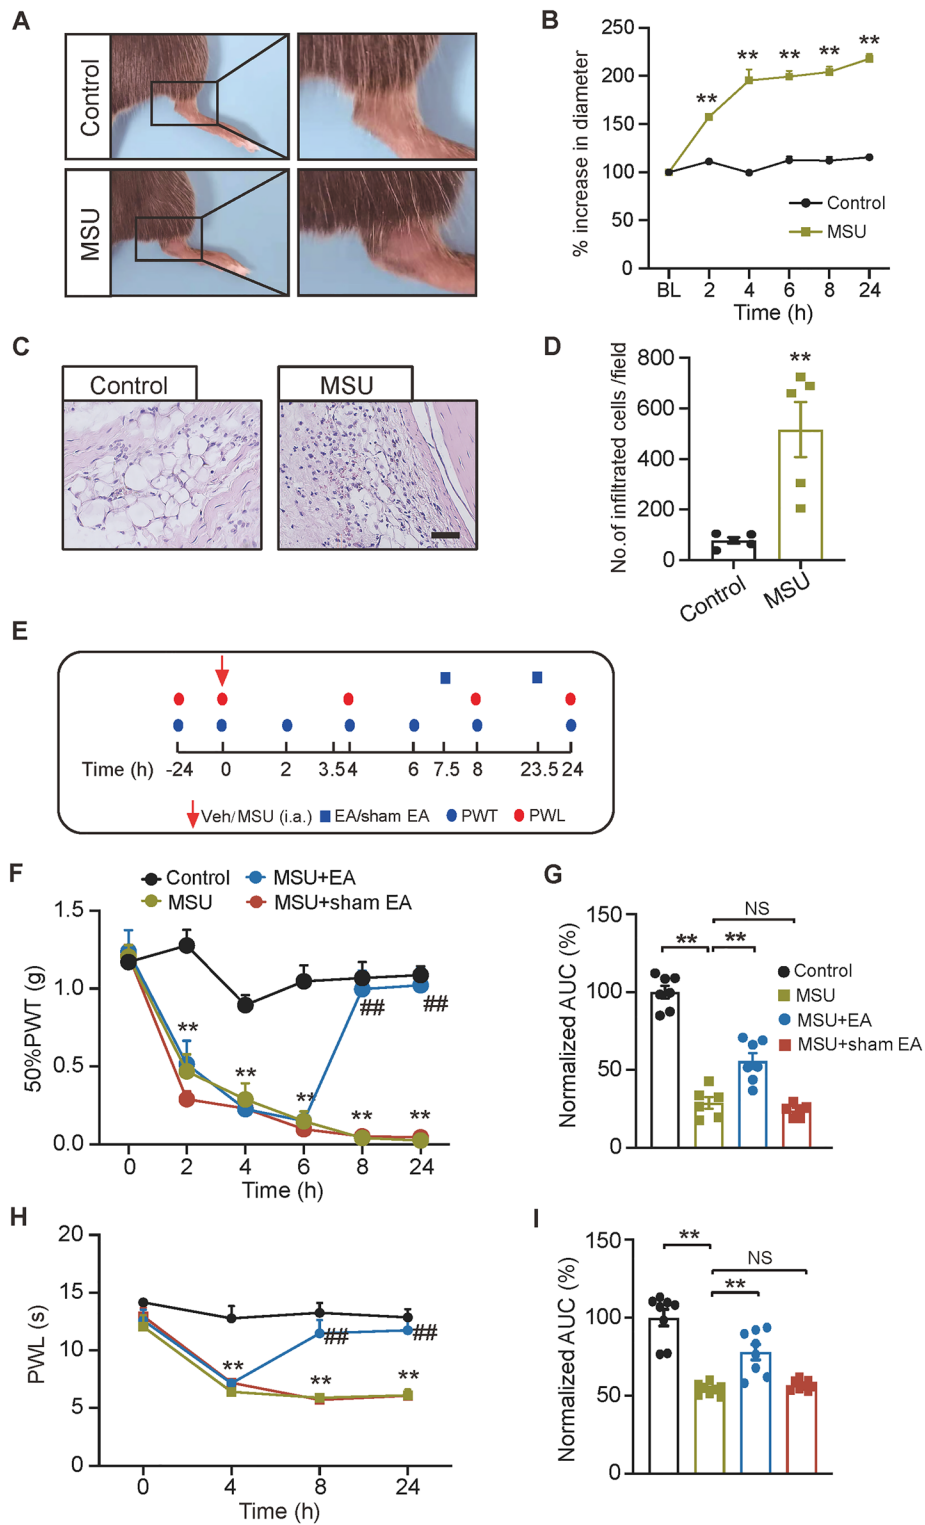 A
Control
MSU
B
% increase in diameter
250
200
150
100
50
0
** ** ** ** **
Control
MSU
BL 2 4 6 8 24
Time (h)
C
Control
MSU
D
No.of infiltrated cells /field
800
600
400
200
0
**
Control
MSU
E
Time (h) -24 0 2 3.5 4 6 7.5 8 23.5 24
Veh/MSU (i.a.) EA/sham EA PWT PWL
F
Control MSU+EA
MSU MSU+sham EA
50%PWT (g)
1.5
1.0
0.5
0.0
** ** ** ** **
## ##
0 2 4 6 8 24
Time (h)
G
Normalized AUC (%)
150
100
50
0
NS
** **
Control
MSU
MSU+EA
MSU+sham EA
H
PWL (s)
20
15
10
5
0
## ##
** ** **
0 4 8 24
Time (h)
I
Normalized AUC (%)
150
100
50
0
**
NS
**